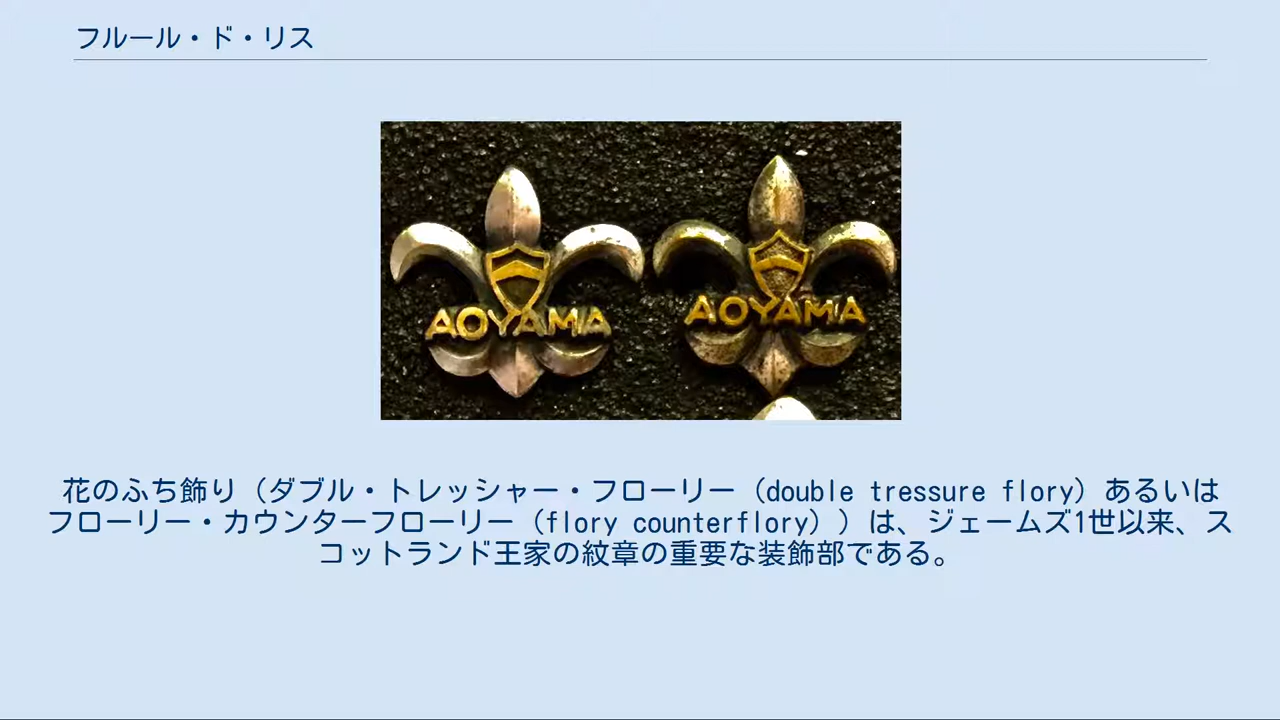 フルール・ド・リス
AOYAMA
AOYAMA
花のふち飾り（ダブル・トレッシャー・フローリー（double tressure flory）あるいは
フローリー・カウンターフローリー（flory counterflory））は、ジェームズ1世以来、ス
コットランド王家の紋章の重要な装飾部である。